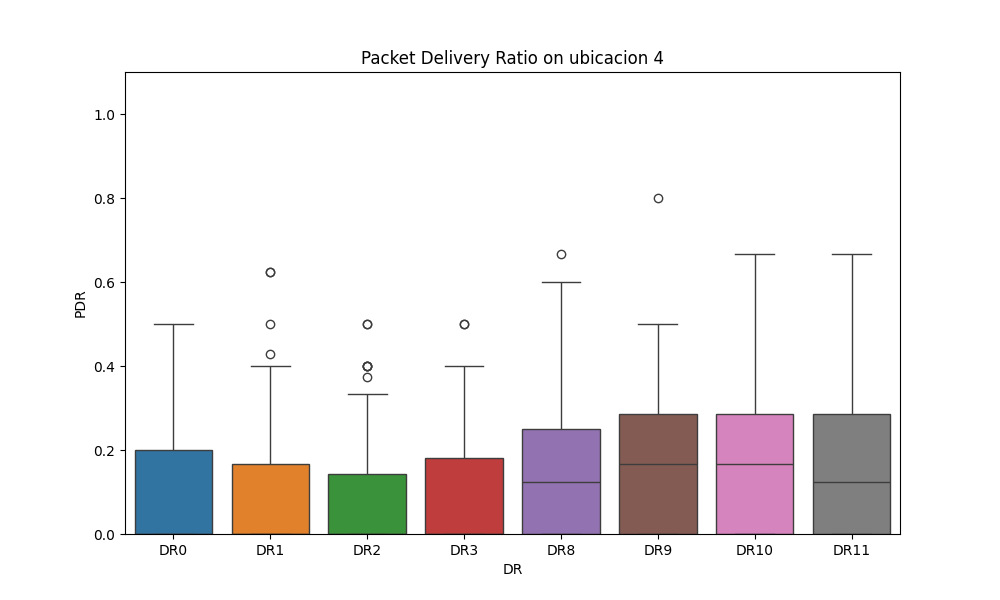 Packet Delivery Ratio on ubicacion 4
PDR
1.0
0.8
0.6
0.4
0.2
0.0
DR0 DR1 DR2 DR3 DR8 DR9 DR10 DR11
DR